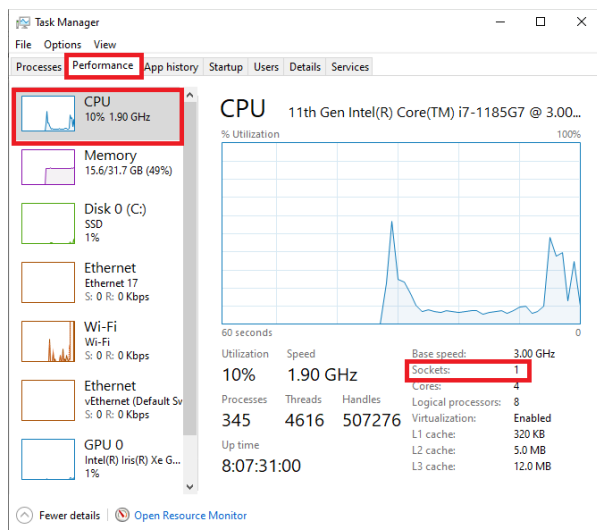 Task Manager
File Options View
Processes Performance App history Startup Users Details Services
CPU
10% 1.90 GHz
Memory
15.6/31.7 GB (49%)
Disk 0 (C:)
SSD
1%
Ethernet
Ethernet 17
S: 0 R: 0 Kbps
Wi-Fi
Wi-Fi
S: 0 R: 0 Kbps
Ethernet
vEthernet (Default Sv
S: 0 R: 0 Kbps
GPU 0
Intel(R) Iris(R) Xe G...
1%
CPU 11th Gen Intel(R) Core(TM) i7-1185G7 @ 3.00...
% Utilization 100%
60 seconds 0
Utilization Speed
10% 1.90 GHz
Processes Threads Handles
345 4616 507276
Up time
8:07:31:00
Base speed: 3.00 GHz
Sockets: 1
Cores: 4
Logical processors: 8
Virtualization: Enabled
L1 cache: 320 KB
L2 cache: 5.0 MB
L3 cache: 12.0 MB
Fewer details Open Resource Monitor